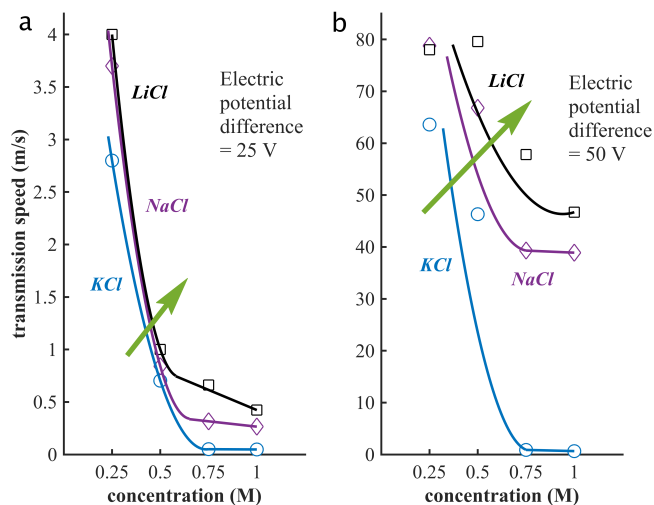 a
transmission speed (m/s)
4
3.5
3
2.5
2
1.5
1
0.5
0
LiCl
NaCl
KCl
Electric
potential
difference
= 25 V
0.25 0.5 0.75 1
concentration (M)
b
80
70
60
50
40
30
20
10
0
LiCl
Electric
potential
difference
= 50 V
KCl
NaCl
0.25 0.5 0.75 1
concentration (M)